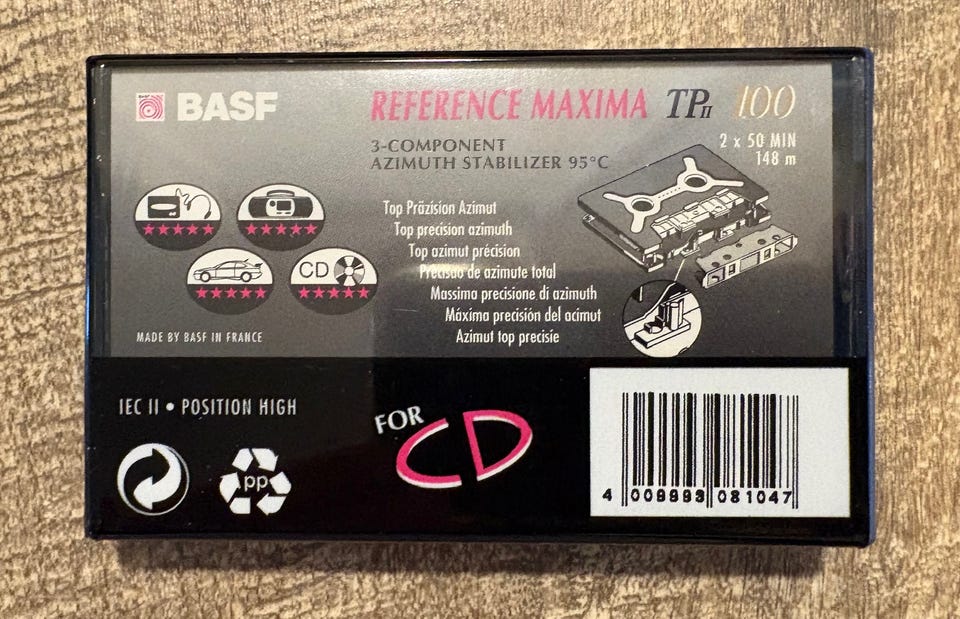 BASF
REFERENCE MAXIMA TPII 100
2 x 50 MIN
148 m
3-COMPONENT
AZIMUTH STABILIZER 95°C
Top Präzision Azimut
Top precision azimuth
Top azimut précision
Precisão de azimute total
Massima precisione di azimuth
Máxima precisión del acimut
Azimut top precisie
★★★★★
★★★★★
★★★★★
CD
★★★★★
MADE BY BASF IN FRANCE
IEC II • POSITION HIGH
FOR
CD
PP
4 009993 081047